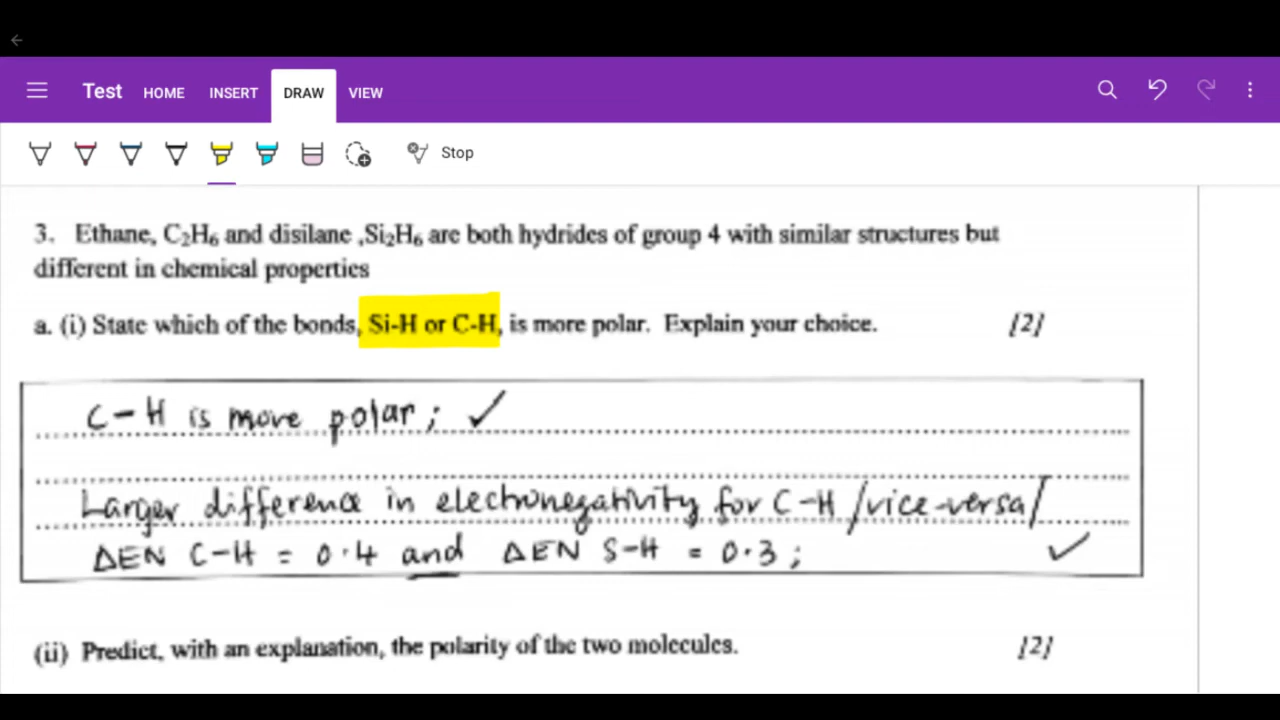 Test HOME INSERT DRAW VIEW
Stop
3. Ethane, C₂H₆ and disilane ,Si₂H₆ are both hydrides of group 4 with similar structures but
different in chemical properties
a. (i) State which of the bonds, Si-H or C-H, is more polar. Explain your choice. [2]
C-H is more polar; ✓
Larger difference in electronegativity for C-H /vice-versa/
ΔEN C-H = 0.4 and ΔEN S-H = 0.3; ✓
(ii) Predict, with an explanation, the polarity of the two molecules. [2]